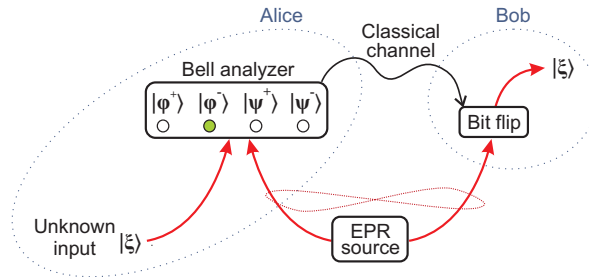 Alice
Bob
Classical
channel
Bell analyzer
|ξ⟩
|φ⁺⟩ |φ⁻⟩ |ψ⁺⟩ |ψ⁻⟩
Bit flip
Unknown
input |ξ⟩
EPR
source